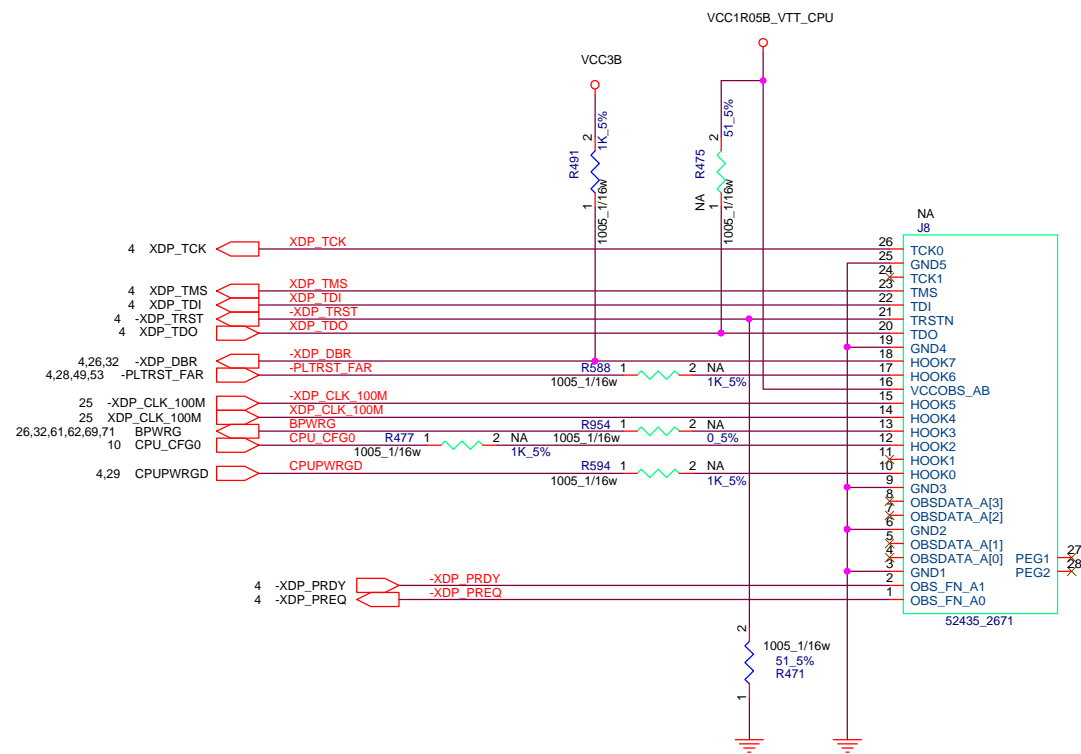 VCC1R05B_VTT_CPU
VCC3B
R491
1
2
1K_5%
1005_1/16w
R475
NA
1
2
51_5%
1005_1/16w
NA
J8
4 XDP_TCK
XDP_TCK
26 TCK0
25 GND5
24 TCK1
4 XDP_TMS
XDP_TMS
23 TMS
4 XDP_TDI
XDP_TDI
22 TDI
4 -XDP_TRST
-XDP_TRST
21 TRSTN
4 XDP_TDO
XDP_TDO
20 TDO
19 GND4
4,26,32 -XDP_DBR
-XDP_DBR
18 HOOK7
4,28,49,53 -PLTRST_FAR
-PLTRST_FAR
R588 1 2 NA
1005_1/16w 1K_5%
17 HOOK6
16 VCCOBS_AB
25 -XDP_CLK_100M
-XDP_CLK_100M
15 HOOK5
25 XDP_CLK_100M
XDP_CLK_100M
14 HOOK4
26,32,61,62,69,71 BPWRG
BPWRG
R954 1 2 NA
1005_1/16w 0_5%
13 HOOK3
10 CPU_CFG0
CPU_CFG0
R477 1 2 NA
1005_1/16w 1K_5%
12 HOOK2
11 HOOK1
4,29 CPUPWRGD
CPUPWRGD
R594 1 2 NA
1005_1/16w 1K_5%
10 HOOK0
9 GND3
8 OBSDATA_A[3]
7 OBSDATA_A[2]
6 GND2
5 OBSDATA_A[1]
4 OBSDATA_A[0]
PEG1 27
3 GND1
PEG2 28
4 -XDP_PRDY
-XDP_PRDY
2 OBS_FN_A1
4 -XDP_PREQ
-XDP_PREQ
1 OBS_FN_A0
52435_2671
2
1005_1/16w
51_5%
R471
1